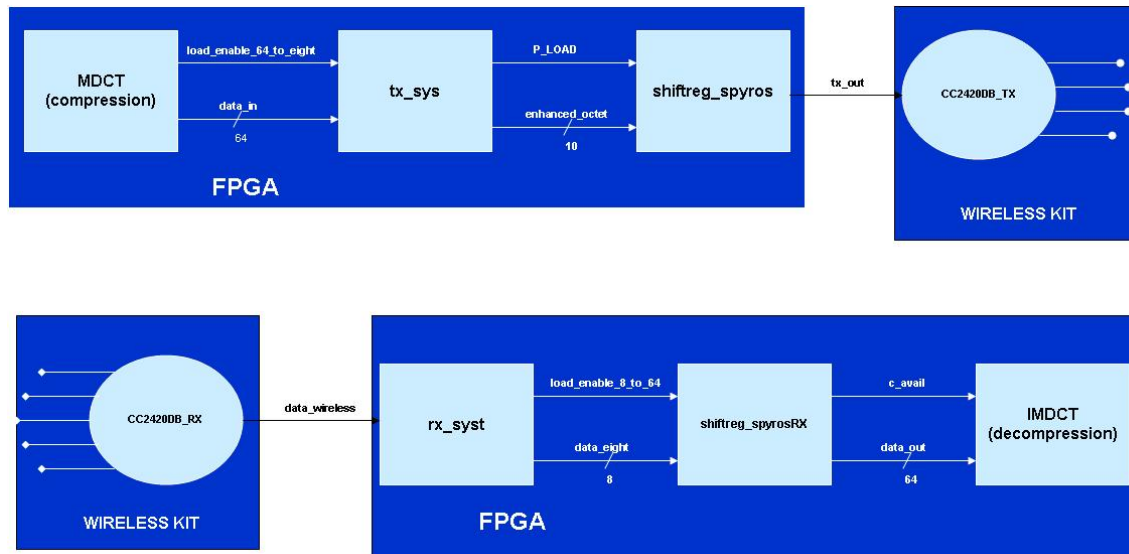 load_enable_64_to_eight
P_LOAD
MDCT
(compression)
tx_sys
shiftreg_spyros
tx_out
CC2420DB_TX
data_in
64
enhanced_octet
10
FPGA
WIRELESS KIT
CC2420DB_RX
data_wireless
rx_syst
load_enable_8_to_64
shiftreg_spyrosRX
c_avail
IMDCT
(decompression)
data_eight
8
data_out
64
WIRELESS KIT
FPGA